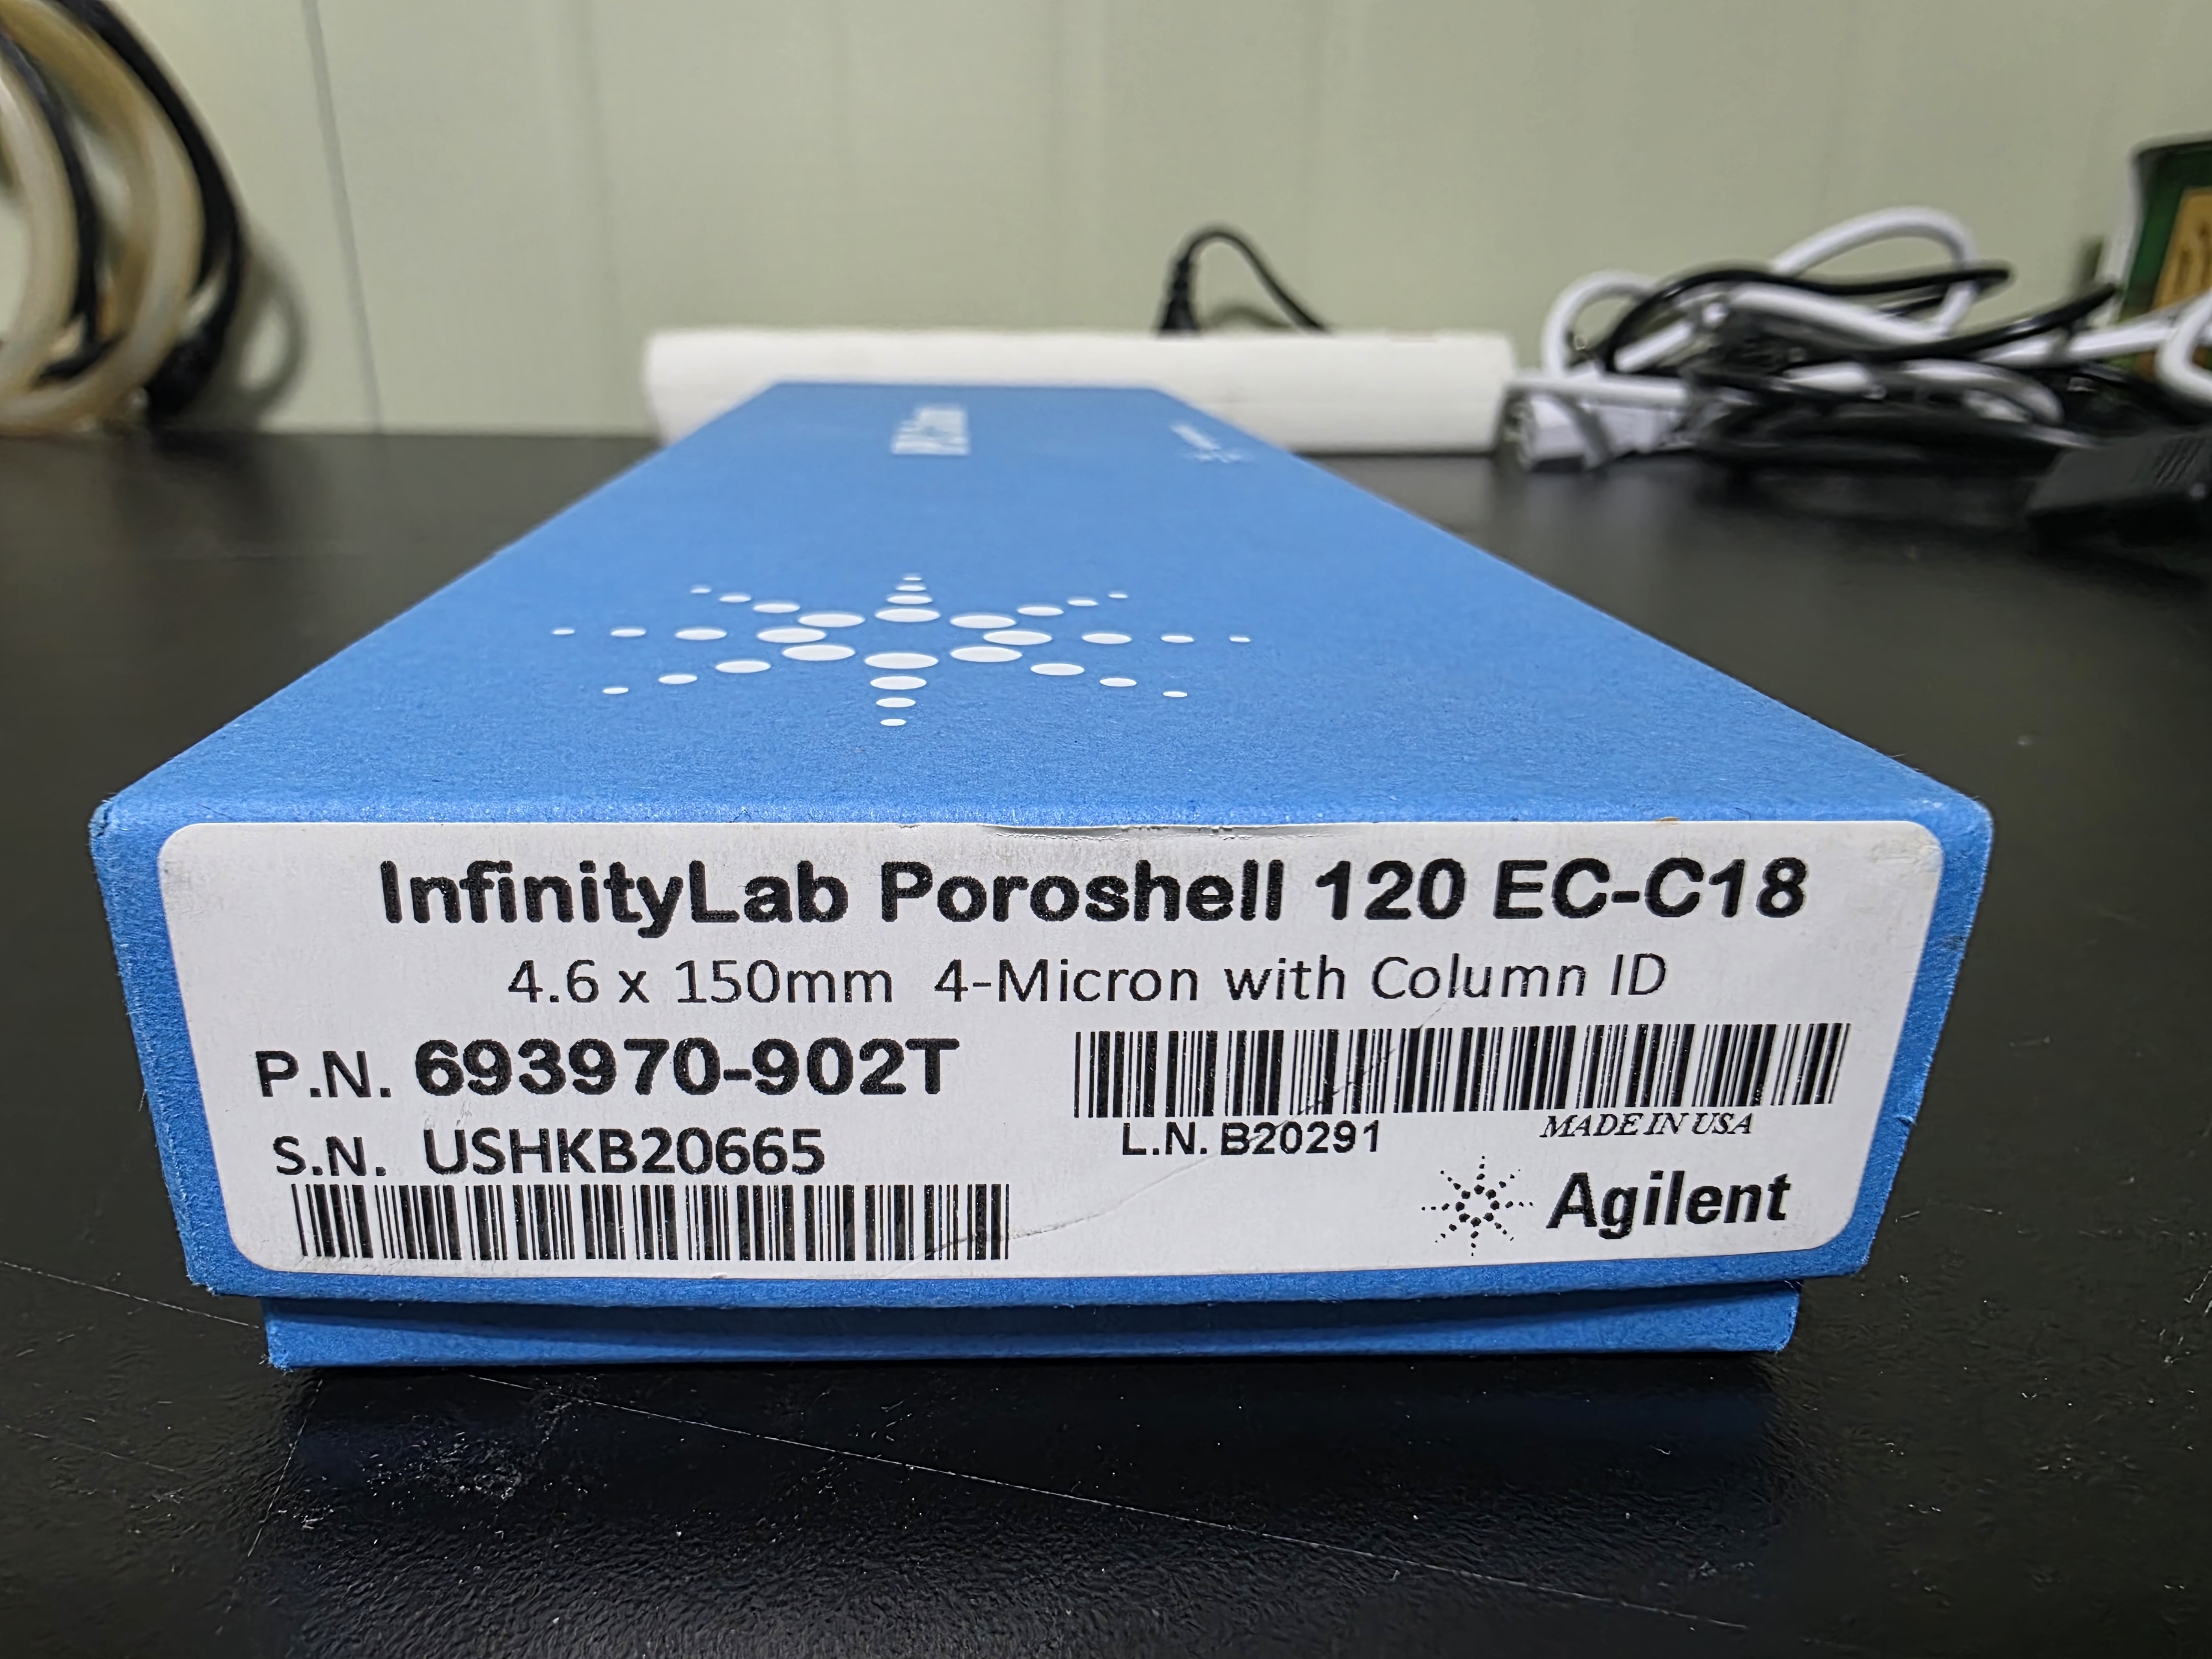 InfinityLab Poroshell 120 EC-C18
4.6 x 150mm 4-Micron with Column ID
P.N. 693970-902T
S.N. USHKB20665
L.N. B20291
MADE IN USA
Agilent